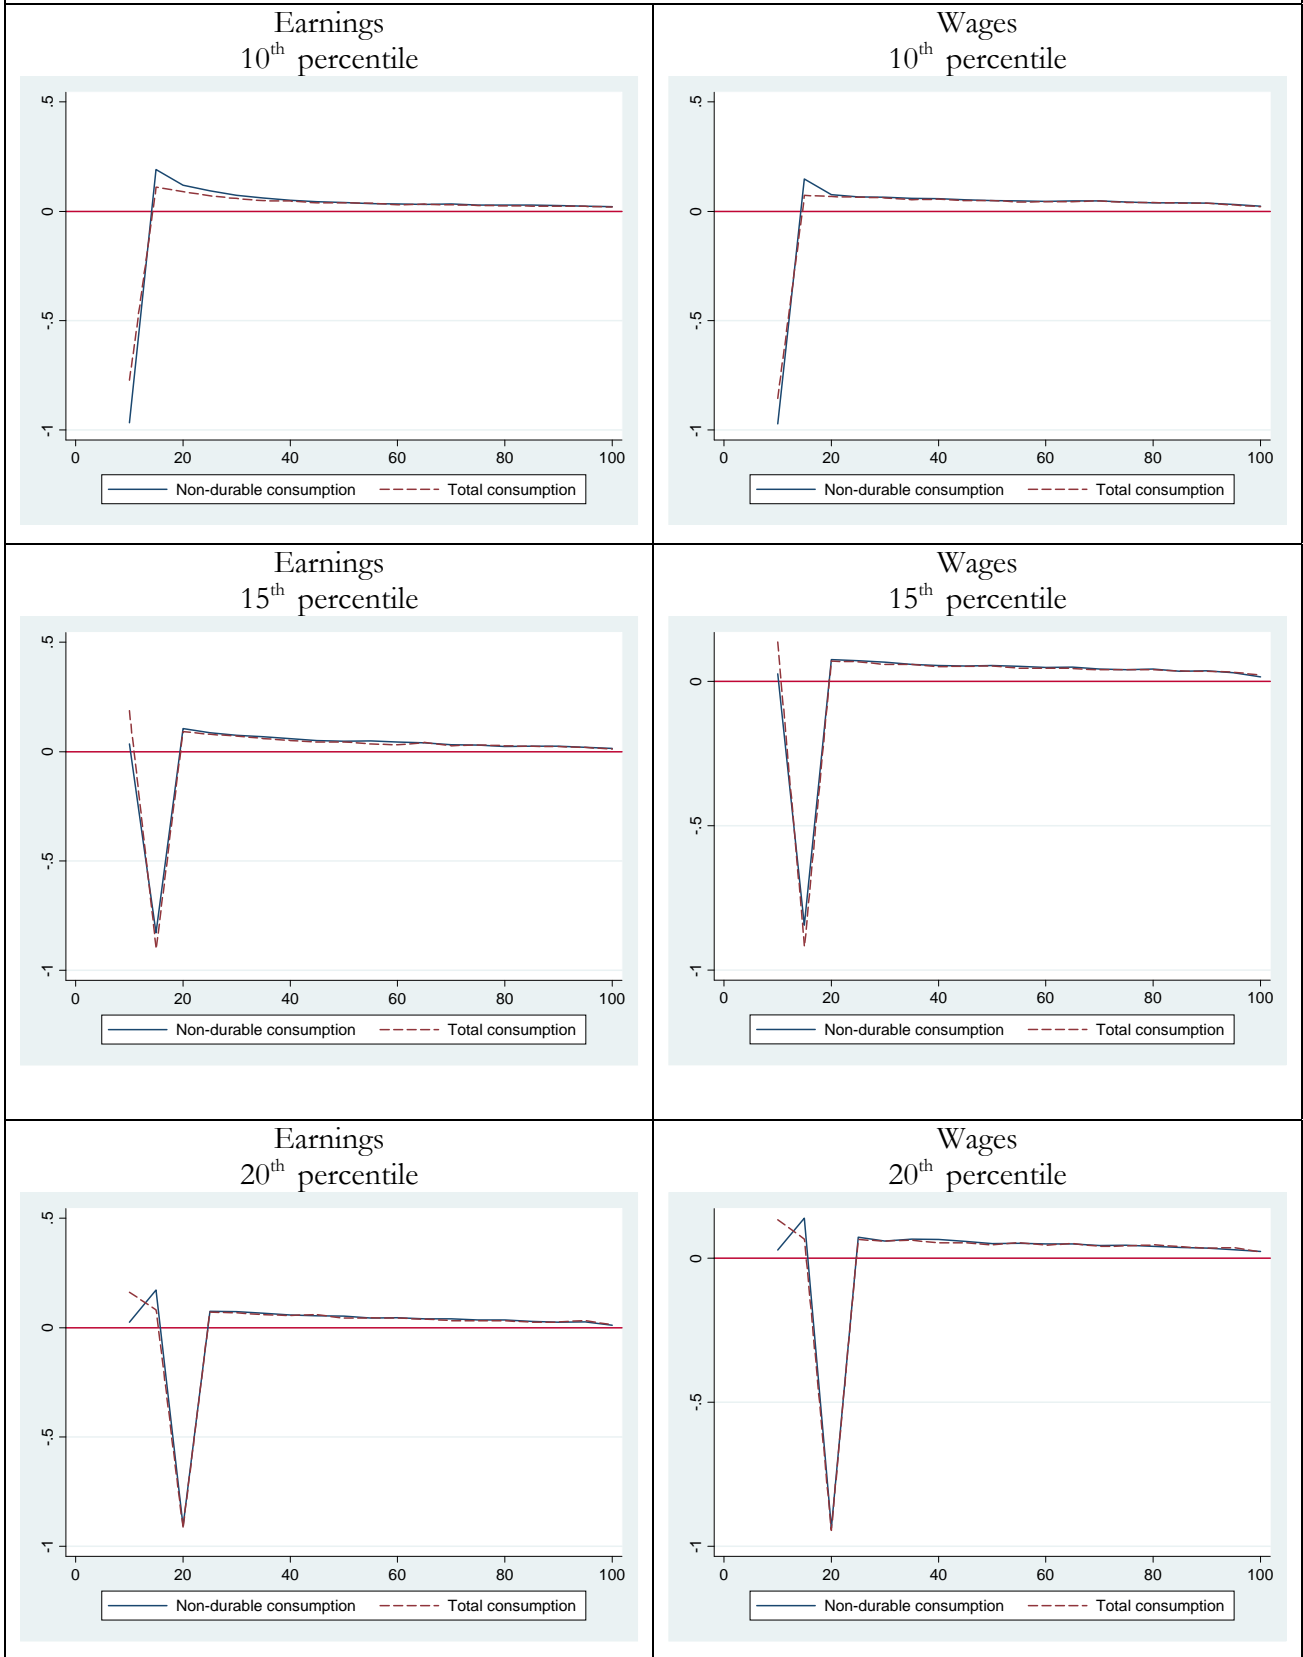 Earnings
10th percentile
.5
0
-.5
-1
0 20 40 60 80 100
Non-durable consumption Total consumption
Wages
10th percentile
.5
0
-.5
-1
0 20 40 60 80 100
Non-durable consumption Total consumption
Earnings
15th percentile
.5
0
-.5
-1
0 20 40 60 80 100
Non-durable consumption Total consumption
Wages
15th percentile
0
-.5
-1
0 20 40 60 80 100
Non-durable consumption Total consumption
Earnings
20th percentile
.5
0
-.5
-1
0 20 40 60 80 100
Non-durable consumption Total consumption
Wages
20th percentile
0
-.5
-1
0 20 40 60 80 100
Non-durable consumption Total consumption